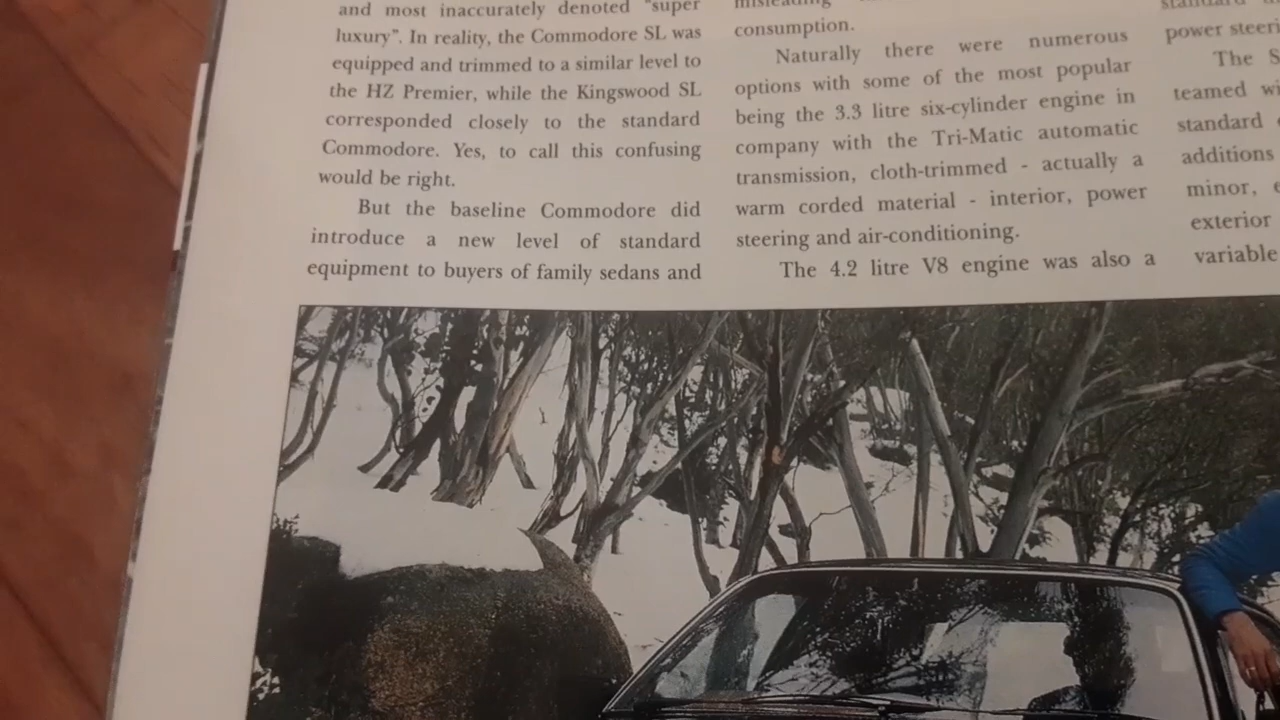 and most inaccurately denoted "super
luxury". In reality, the Commodore SL was
equipped and trimmed to a similar level to
the HZ Premier, while the Kingswood SL
corresponded closely to the standard
Commodore. Yes, to call this confusing
would be right.
But the baseline Commodore did
introduce a new level of standard
equipment to buyers of family sedans and
misleading
consumption.
Naturally there were numerous
options with some of the most popular
being the 3.3 litre six-cylinder engine in
company with the Tri-Matic automatic
transmission, cloth-trimmed - actually a
warm corded material - interior, power
steering and air-conditioning.
The 4.2 litre V8 engine was also a
standard
power steeri
The S
teamed wi
standard
additions
minor, e
exterior
variable